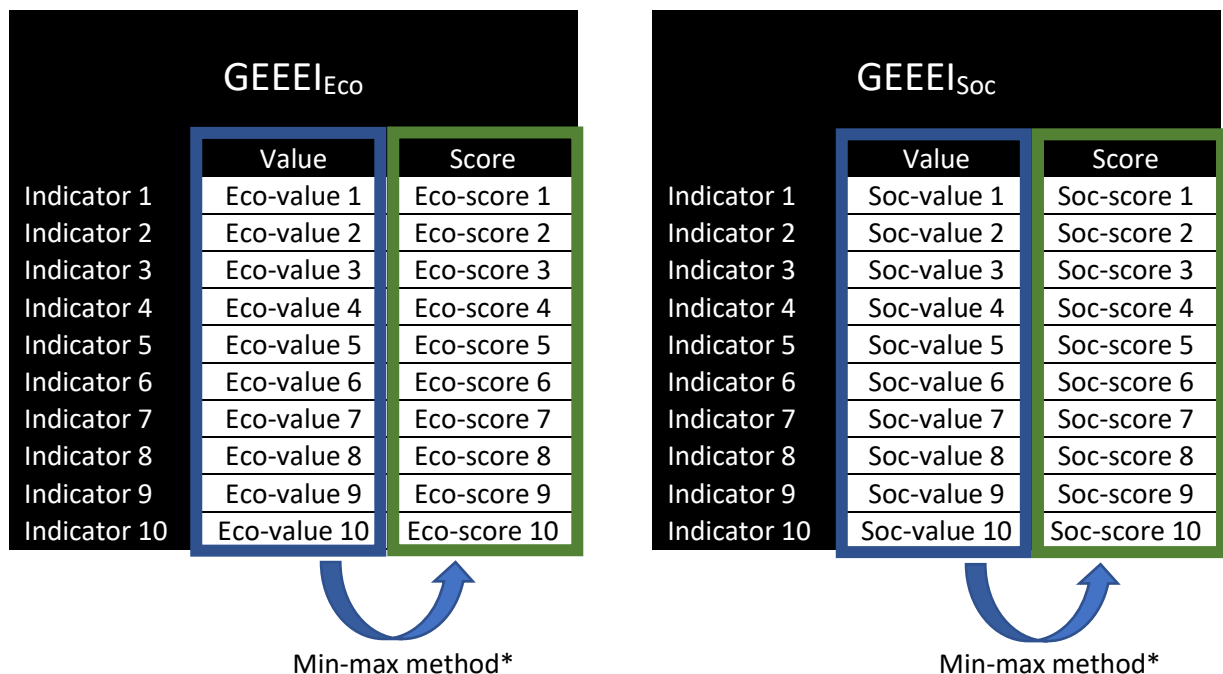 GEEEI_Eco
Value Score
Indicator 1 Eco-value 1 Eco-score 1
Indicator 2 Eco-value 2 Eco-score 2
Indicator 3 Eco-value 3 Eco-score 3
Indicator 4 Eco-value 4 Eco-score 4
Indicator 5 Eco-value 5 Eco-score 5
Indicator 6 Eco-value 6 Eco-score 6
Indicator 7 Eco-value 7 Eco-score 7
Indicator 8 Eco-value 8 Eco-score 8
Indicator 9 Eco-value 9 Eco-score 9
Indicator 10 Eco-value 10 Eco-score 10
Min-max method*
GEEEI_Soc
Value Score
Indicator 1 Soc-value 1 Soc-score 1
Indicator 2 Soc-value 2 Soc-score 2
Indicator 3 Soc-value 3 Soc-score 3
Indicator 4 Soc-value 4 Soc-score 4
Indicator 5 Soc-value 5 Soc-score 5
Indicator 6 Soc-value 6 Soc-score 6
Indicator 7 Soc-value 7 Soc-score 7
Indicator 8 Soc-value 8 Soc-score 8
Indicator 9 Soc-value 9 Soc-score 9
Indicator 10 Soc-value 10 Soc-score 10
Min-max method*